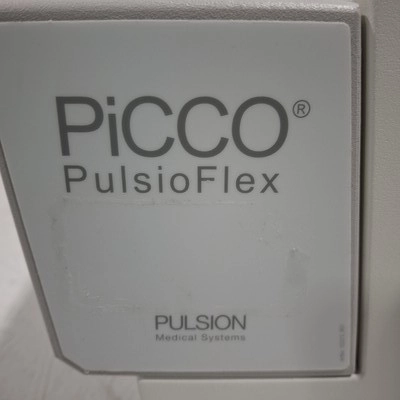 PiCCO®
PulsioFlex
PULSION
Medical Systems